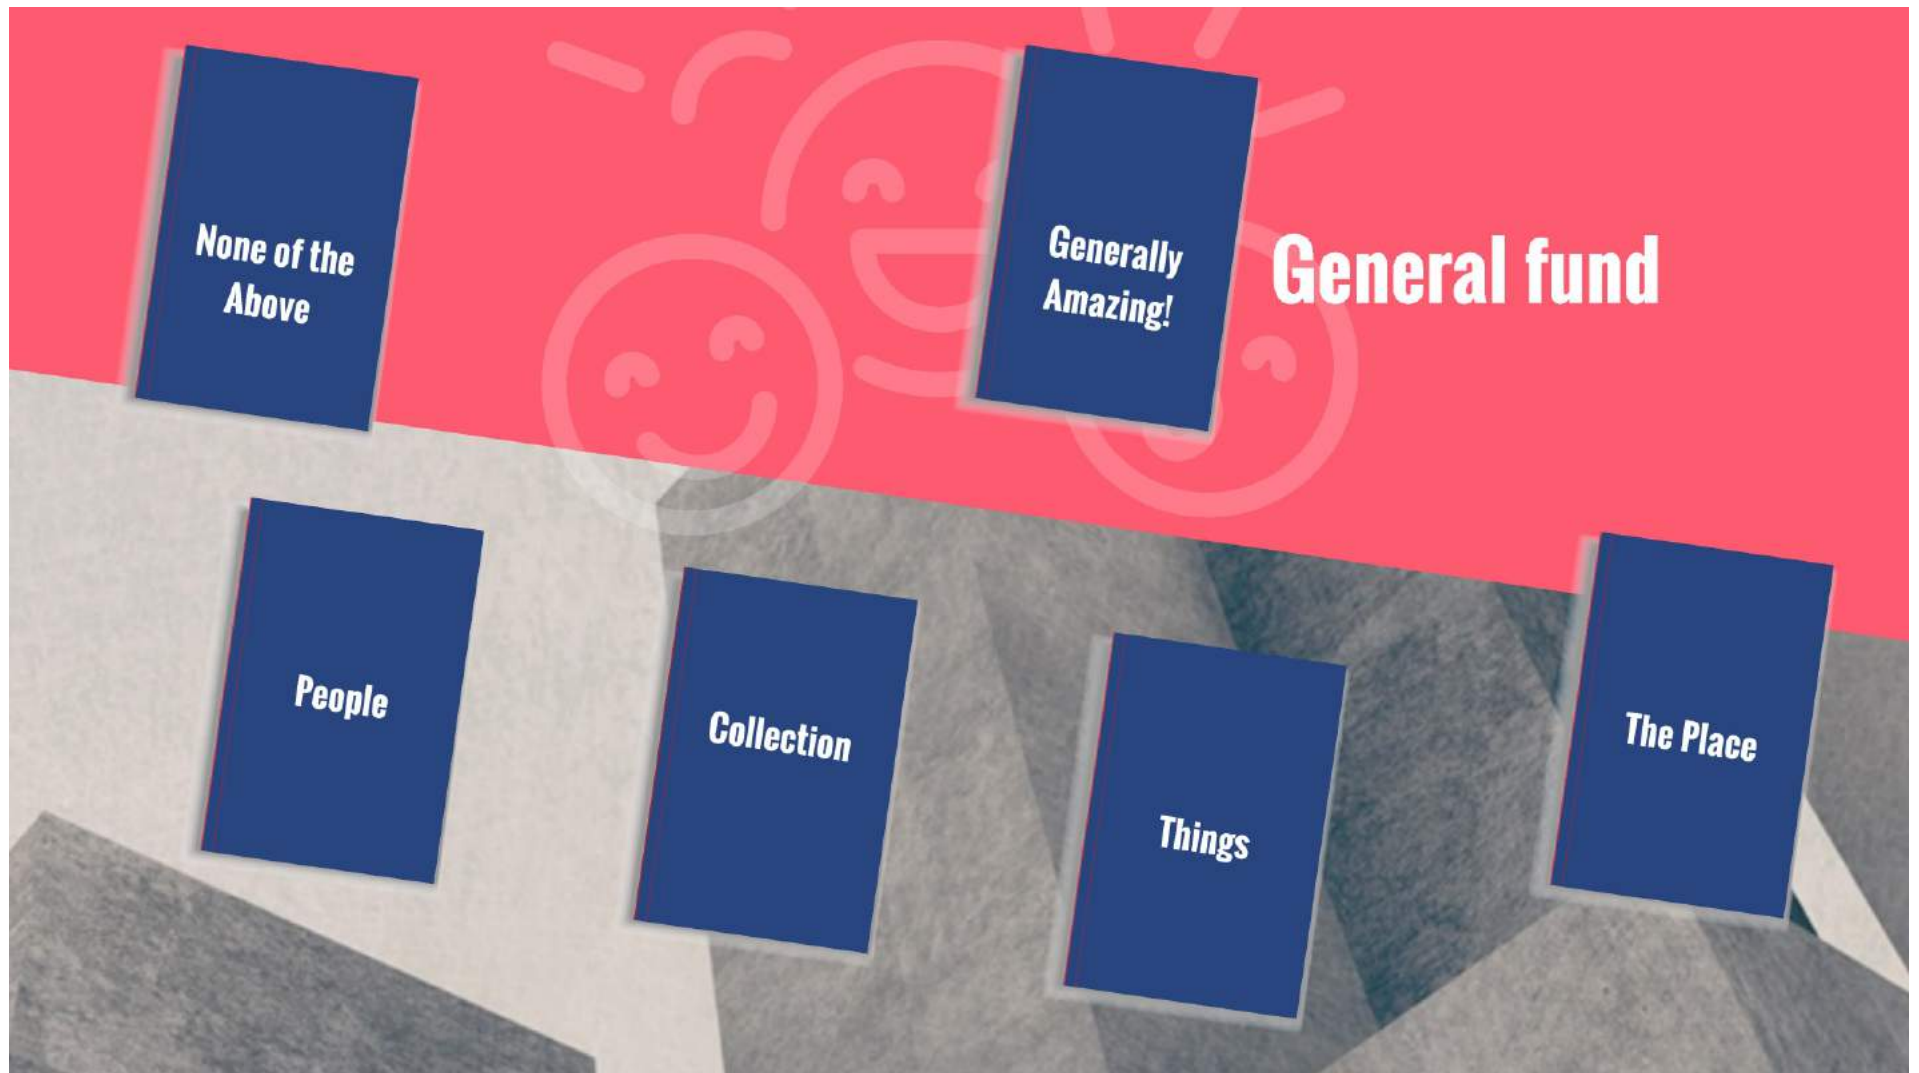 None of the
Above
Generally
Amazing!
General fund
People
Collection
Things
The Place